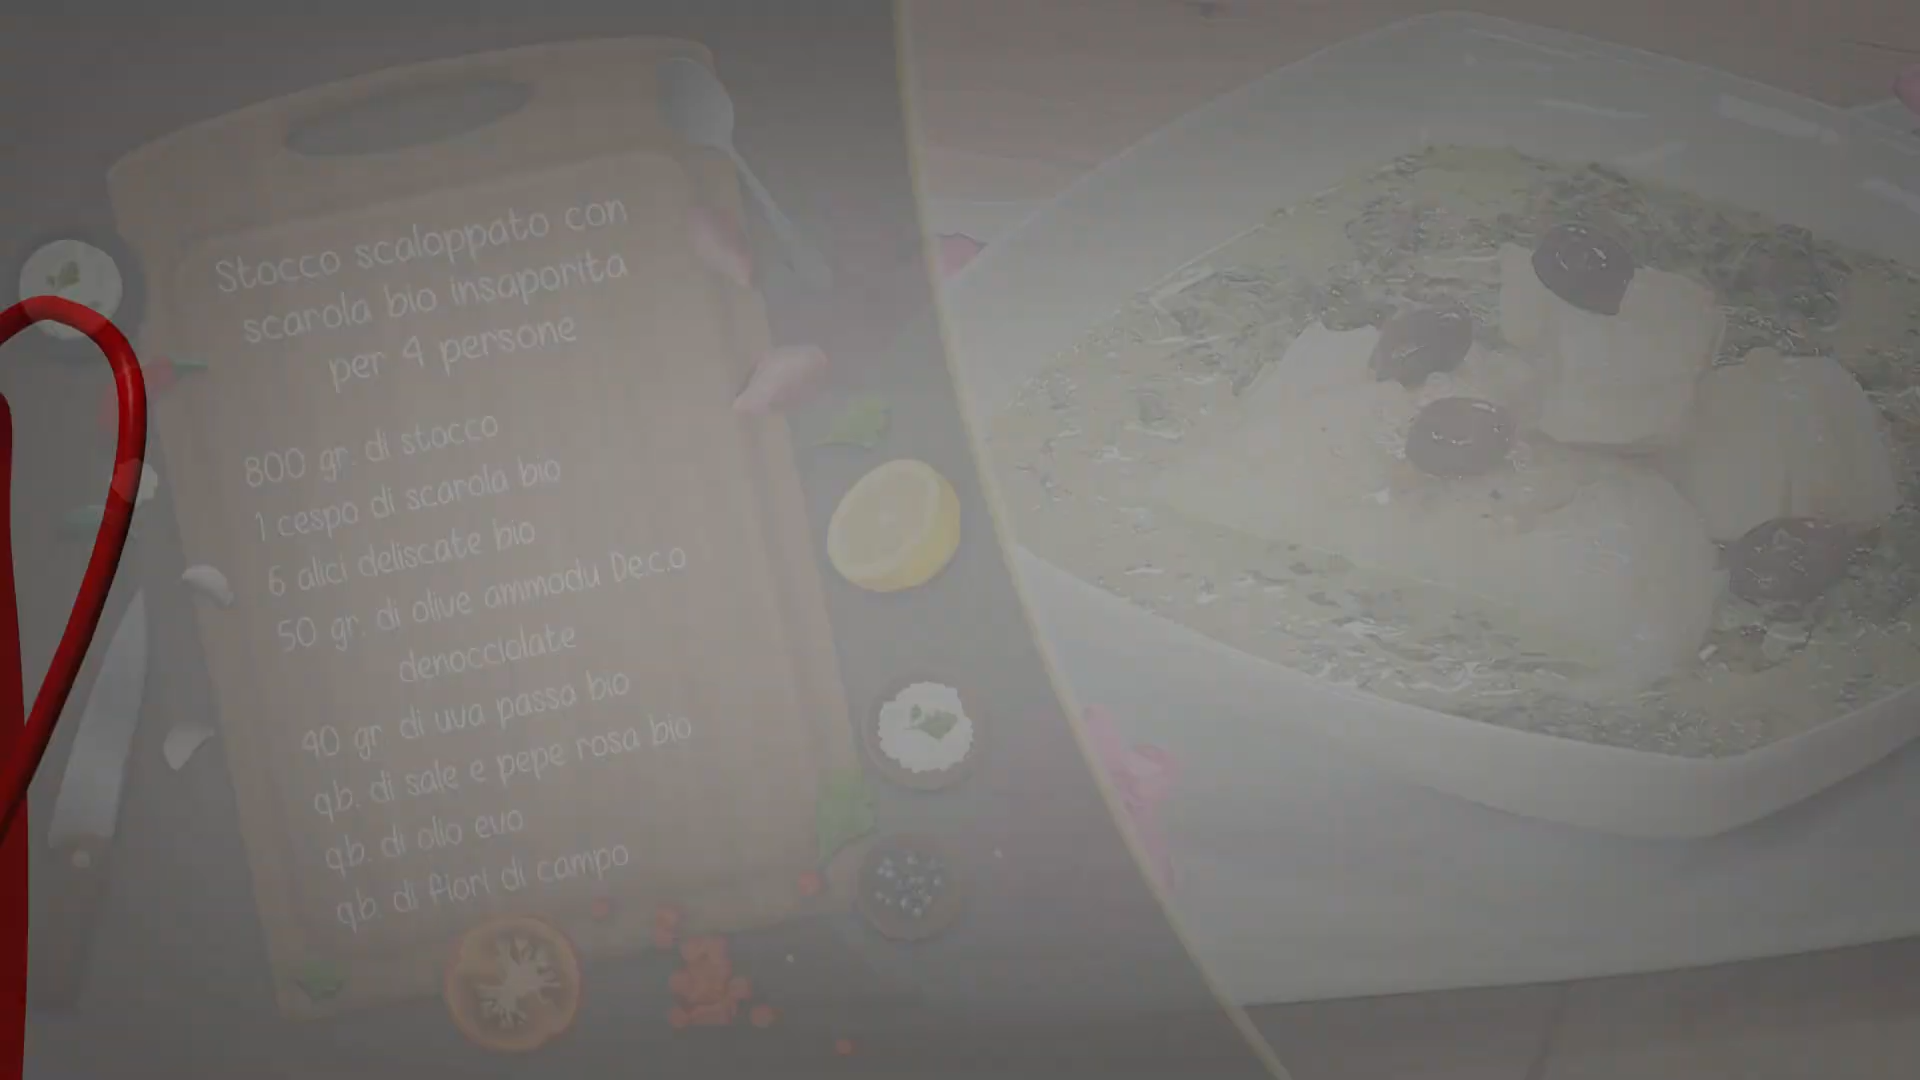 Stocco scaloppato con
scarola bio insaporita
per 4 persone
800 gr. di stocco
1 cespo di scarola bio
6 alici deliscate bio
50 gr. di olive ammodu De.c.o
denocciolate
40 gr di uva passa bio
q.b. di sale e pepe rosa bio
q.b. di olio evo
q.b. di fiori di campo